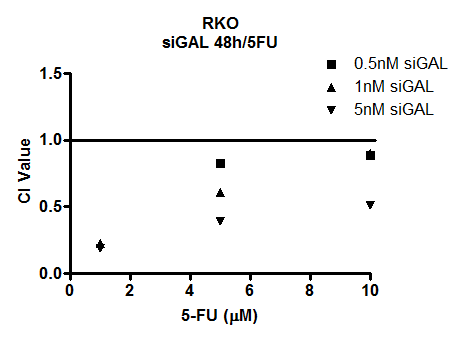 RKO
siGAL 48h/5FU
0.5nM siGAL
1nM siGAL
5nM siGAL
1.5
1.0
0.5
0.0
CI Value
0 2 4 6 8 10
5-FU (μM)